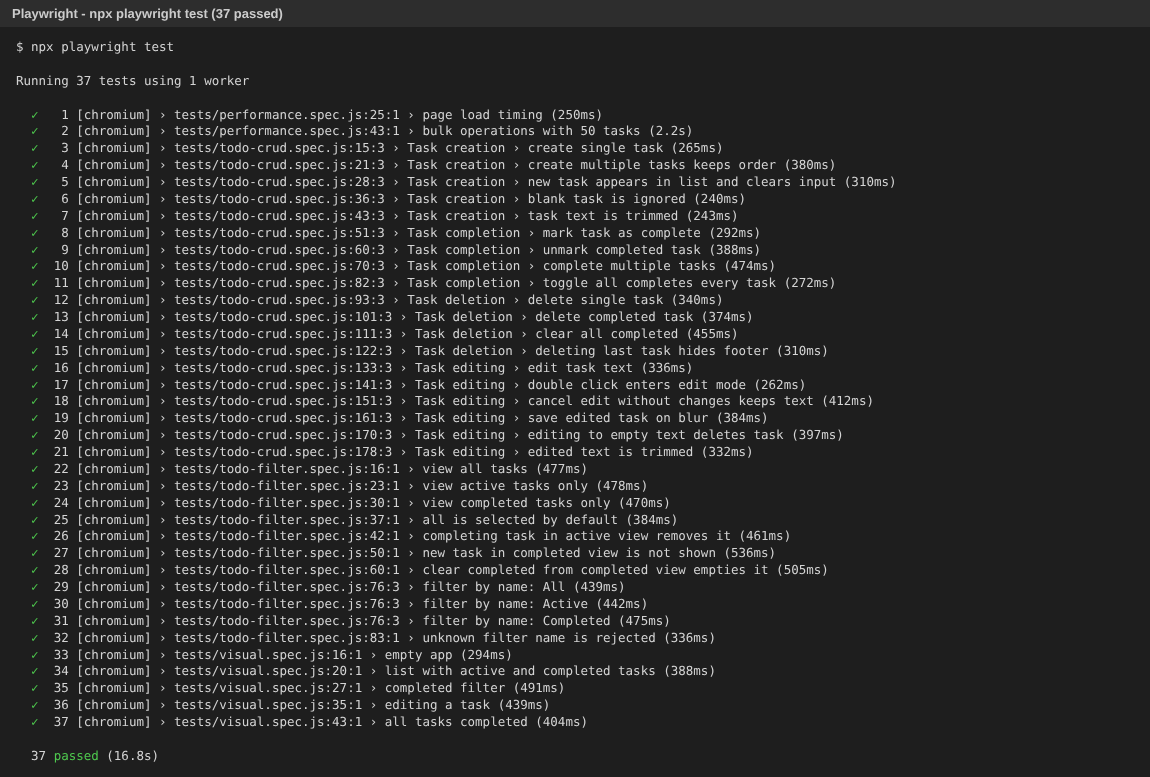 Playwright - npx playwright test (37 passed)
$ npx playwright test
Running 37 tests using 1 worker
✓ 1 [chromium] › tests/performance.spec.js:25:1 › page load timing (250ms)
✓ 2 [chromium] › tests/performance.spec.js:43:1 › bulk operations with 50 tasks (2.2s)
✓ 3 [chromium] › tests/todo-crud.spec.js:15:3 › Task creation › create single task (265ms)
✓ 4 [chromium] › tests/todo-crud.spec.js:21:3 › Task creation › create multiple tasks keeps order (380ms)
✓ 5 [chromium] › tests/todo-crud.spec.js:28:3 › Task creation › new task appears in list and clears input (310ms)
✓ 6 [chromium] › tests/todo-crud.spec.js:36:3 › Task creation › blank task is ignored (240ms)
✓ 7 [chromium] › tests/todo-crud.spec.js:43:3 › Task creation › task text is trimmed (243ms)
✓ 8 [chromium] › tests/todo-crud.spec.js:51:3 › Task completion › mark task as complete (292ms)
✓ 9 [chromium] › tests/todo-crud.spec.js:60:3 › Task completion › unmark completed task (388ms)
✓ 10 [chromium] › tests/todo-crud.spec.js:70:3 › Task completion › complete multiple tasks (474ms)
✓ 11 [chromium] › tests/todo-crud.spec.js:82:3 › Task completion › toggle all completes every task (272ms)
✓ 12 [chromium] › tests/todo-crud.spec.js:93:3 › Task deletion › delete single task (340ms)
✓ 13 [chromium] › tests/todo-crud.spec.js:101:3 › Task deletion › delete completed task (374ms)
✓ 14 [chromium] › tests/todo-crud.spec.js:111:3 › Task deletion › clear all completed (455ms)
✓ 15 [chromium] › tests/todo-crud.spec.js:122:3 › Task deletion › deleting last task hides footer (310ms)
✓ 16 [chromium] › tests/todo-crud.spec.js:133:3 › Task editing › edit task text (336ms)
✓ 17 [chromium] › tests/todo-crud.spec.js:141:3 › Task editing › double click enters edit mode (262ms)
✓ 18 [chromium] › tests/todo-crud.spec.js:151:3 › Task editing › cancel edit without changes keeps text (412ms)
✓ 19 [chromium] › tests/todo-crud.spec.js:161:3 › Task editing › save edited task on blur (384ms)
✓ 20 [chromium] › tests/todo-crud.spec.js:170:3 › Task editing › editing to empty text deletes task (397ms)
✓ 21 [chromium] › tests/todo-crud.spec.js:178:3 › Task editing › edited text is trimmed (332ms)
✓ 22 [chromium] › tests/todo-filter.spec.js:16:1 › view all tasks (477ms)
✓ 23 [chromium] › tests/todo-filter.spec.js:23:1 › view active tasks only (478ms)
✓ 24 [chromium] › tests/todo-filter.spec.js:30:1 › view completed tasks only (470ms)
✓ 25 [chromium] › tests/todo-filter.spec.js:37:1 › all is selected by default (384ms)
✓ 26 [chromium] › tests/todo-filter.spec.js:42:1 › completing task in active view removes it (461ms)
✓ 27 [chromium] › tests/todo-filter.spec.js:50:1 › new task in completed view is not shown (536ms)
✓ 28 [chromium] › tests/todo-filter.spec.js:60:1 › clear completed from completed view empties it (505ms)
✓ 29 [chromium] › tests/todo-filter.spec.js:76:3 › filter by name: All (439ms)
✓ 30 [chromium] › tests/todo-filter.spec.js:76:3 › filter by name: Active (442ms)
✓ 31 [chromium] › tests/todo-filter.spec.js:76:3 › filter by name: Completed (475ms)
✓ 32 [chromium] › tests/todo-filter.spec.js:83:1 › unknown filter name is rejected (336ms)
✓ 33 [chromium] › tests/visual.spec.js:16:1 › empty app (294ms)
✓ 34 [chromium] › tests/visual.spec.js:20:1 › list with active and completed tasks (388ms)
✓ 35 [chromium] › tests/visual.spec.js:27:1 › completed filter (491ms)
✓ 36 [chromium] › tests/visual.spec.js:35:1 › editing a task (439ms)
✓ 37 [chromium] › tests/visual.spec.js:43:1 › all tasks completed (404ms)
37 passed (16.8s)